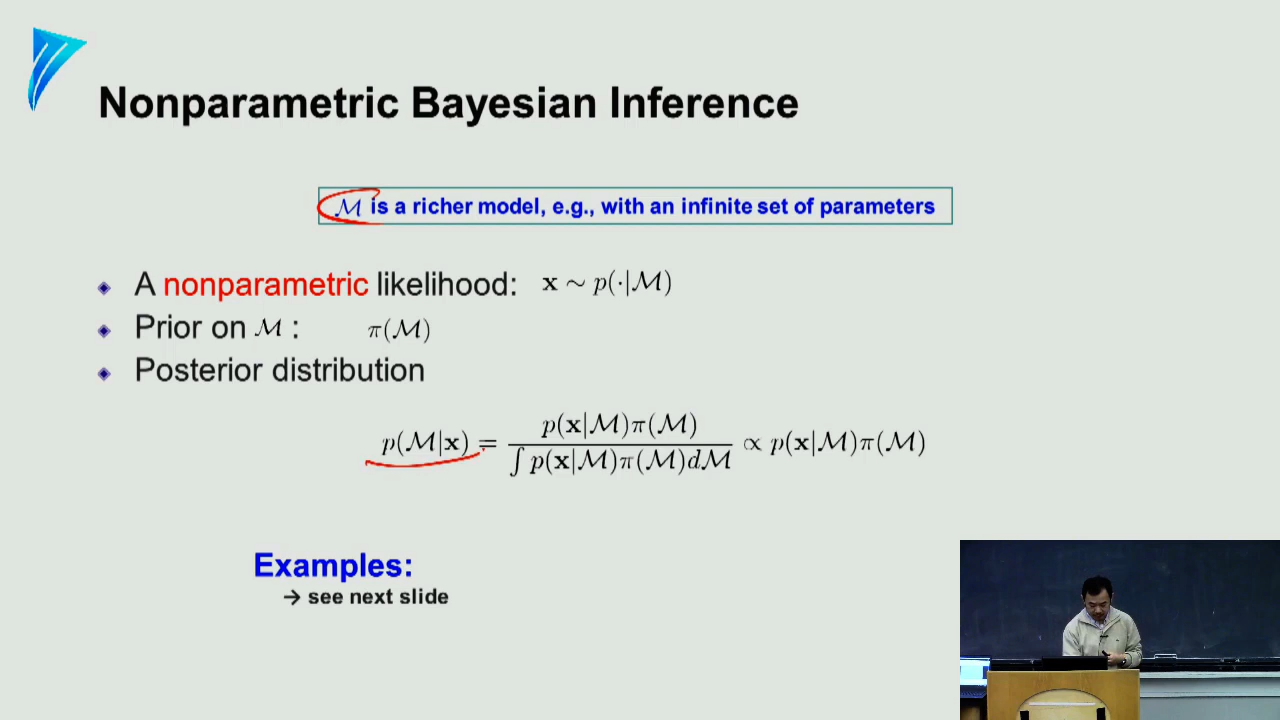 Nonparametric Bayesian Inference
ℳ is a richer model, e.g., with an infinite set of parameters
A nonparametric likelihood: x ∼ p(·|ℳ)
Prior on ℳ : π(ℳ)
Posterior distribution
p(ℳ|x) = p(x|ℳ)π(ℳ) / ∫ p(x|ℳ)π(ℳ)dℳ ∝ p(x|ℳ)π(ℳ)
Examples:
→ see next slide